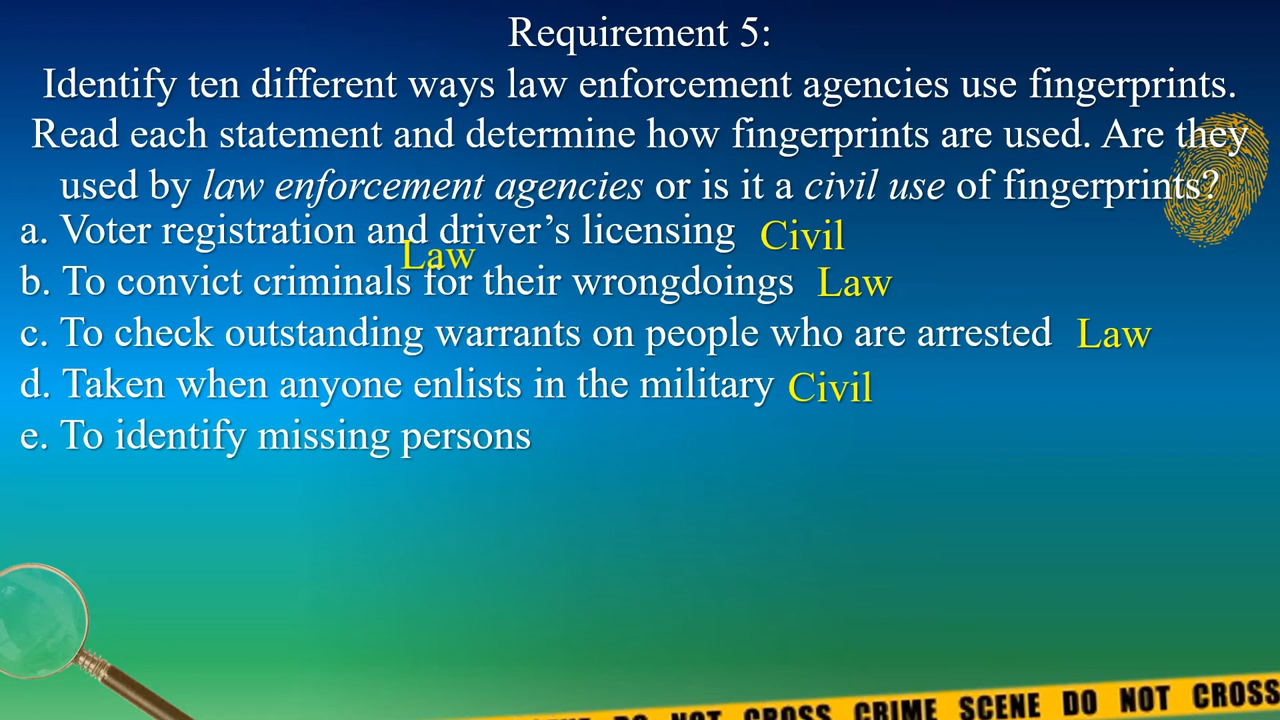 Requirement 5:
Identify ten different ways law enforcement agencies use fingerprints.
Read each statement and determine how fingerprints are used. Are they
used by law enforcement agencies or is it a civil use of fingerprints?
a. Voter registration and driver’s licensing Civil
Law
b. To convict criminals for their wrongdoings Law
c. To check outstanding warrants on people who are arrested Law
d. Taken when anyone enlists in the military Civil
e. To identify missing persons
DO NOT CROSS CRIME SCENE DO NOT CROSS